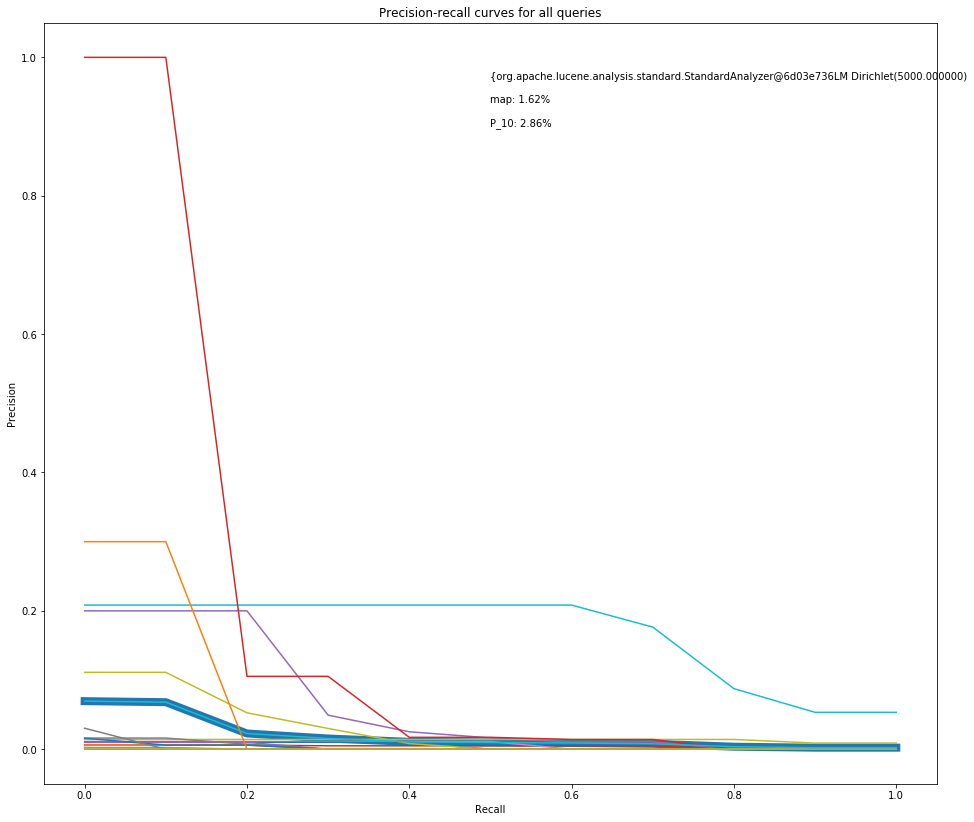 Precision-recall curves for all queries
1.0
{org.apache.lucene.analysis.standard.StandardAnalyzer@6d03e736LM Dirichlet(5000.000000)
map: 1.62%
P_10: 2.86%
0.8
0.6
Precision
0.4
0.2
0.0
0.0 0.2 0.4 0.6 0.8 1.0
Recall